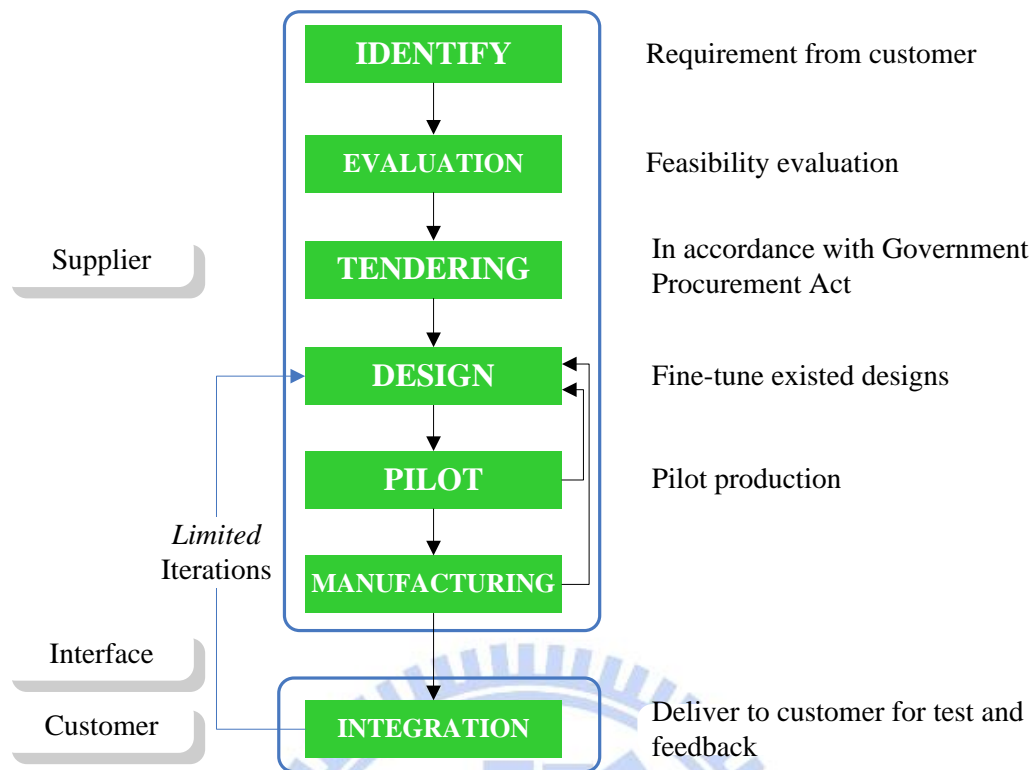 IDENTIFY
Requirement from customer
EVALUATION
Feasibility evaluation
Supplier
TENDERING
In accordance with Government
Procurement Act
DESIGN
Fine-tune existed designs
PILOT
Pilot production
Limited
Iterations
MANUFACTURING
Interface
Customer
INTEGRATION
Deliver to customer for test and
feedback